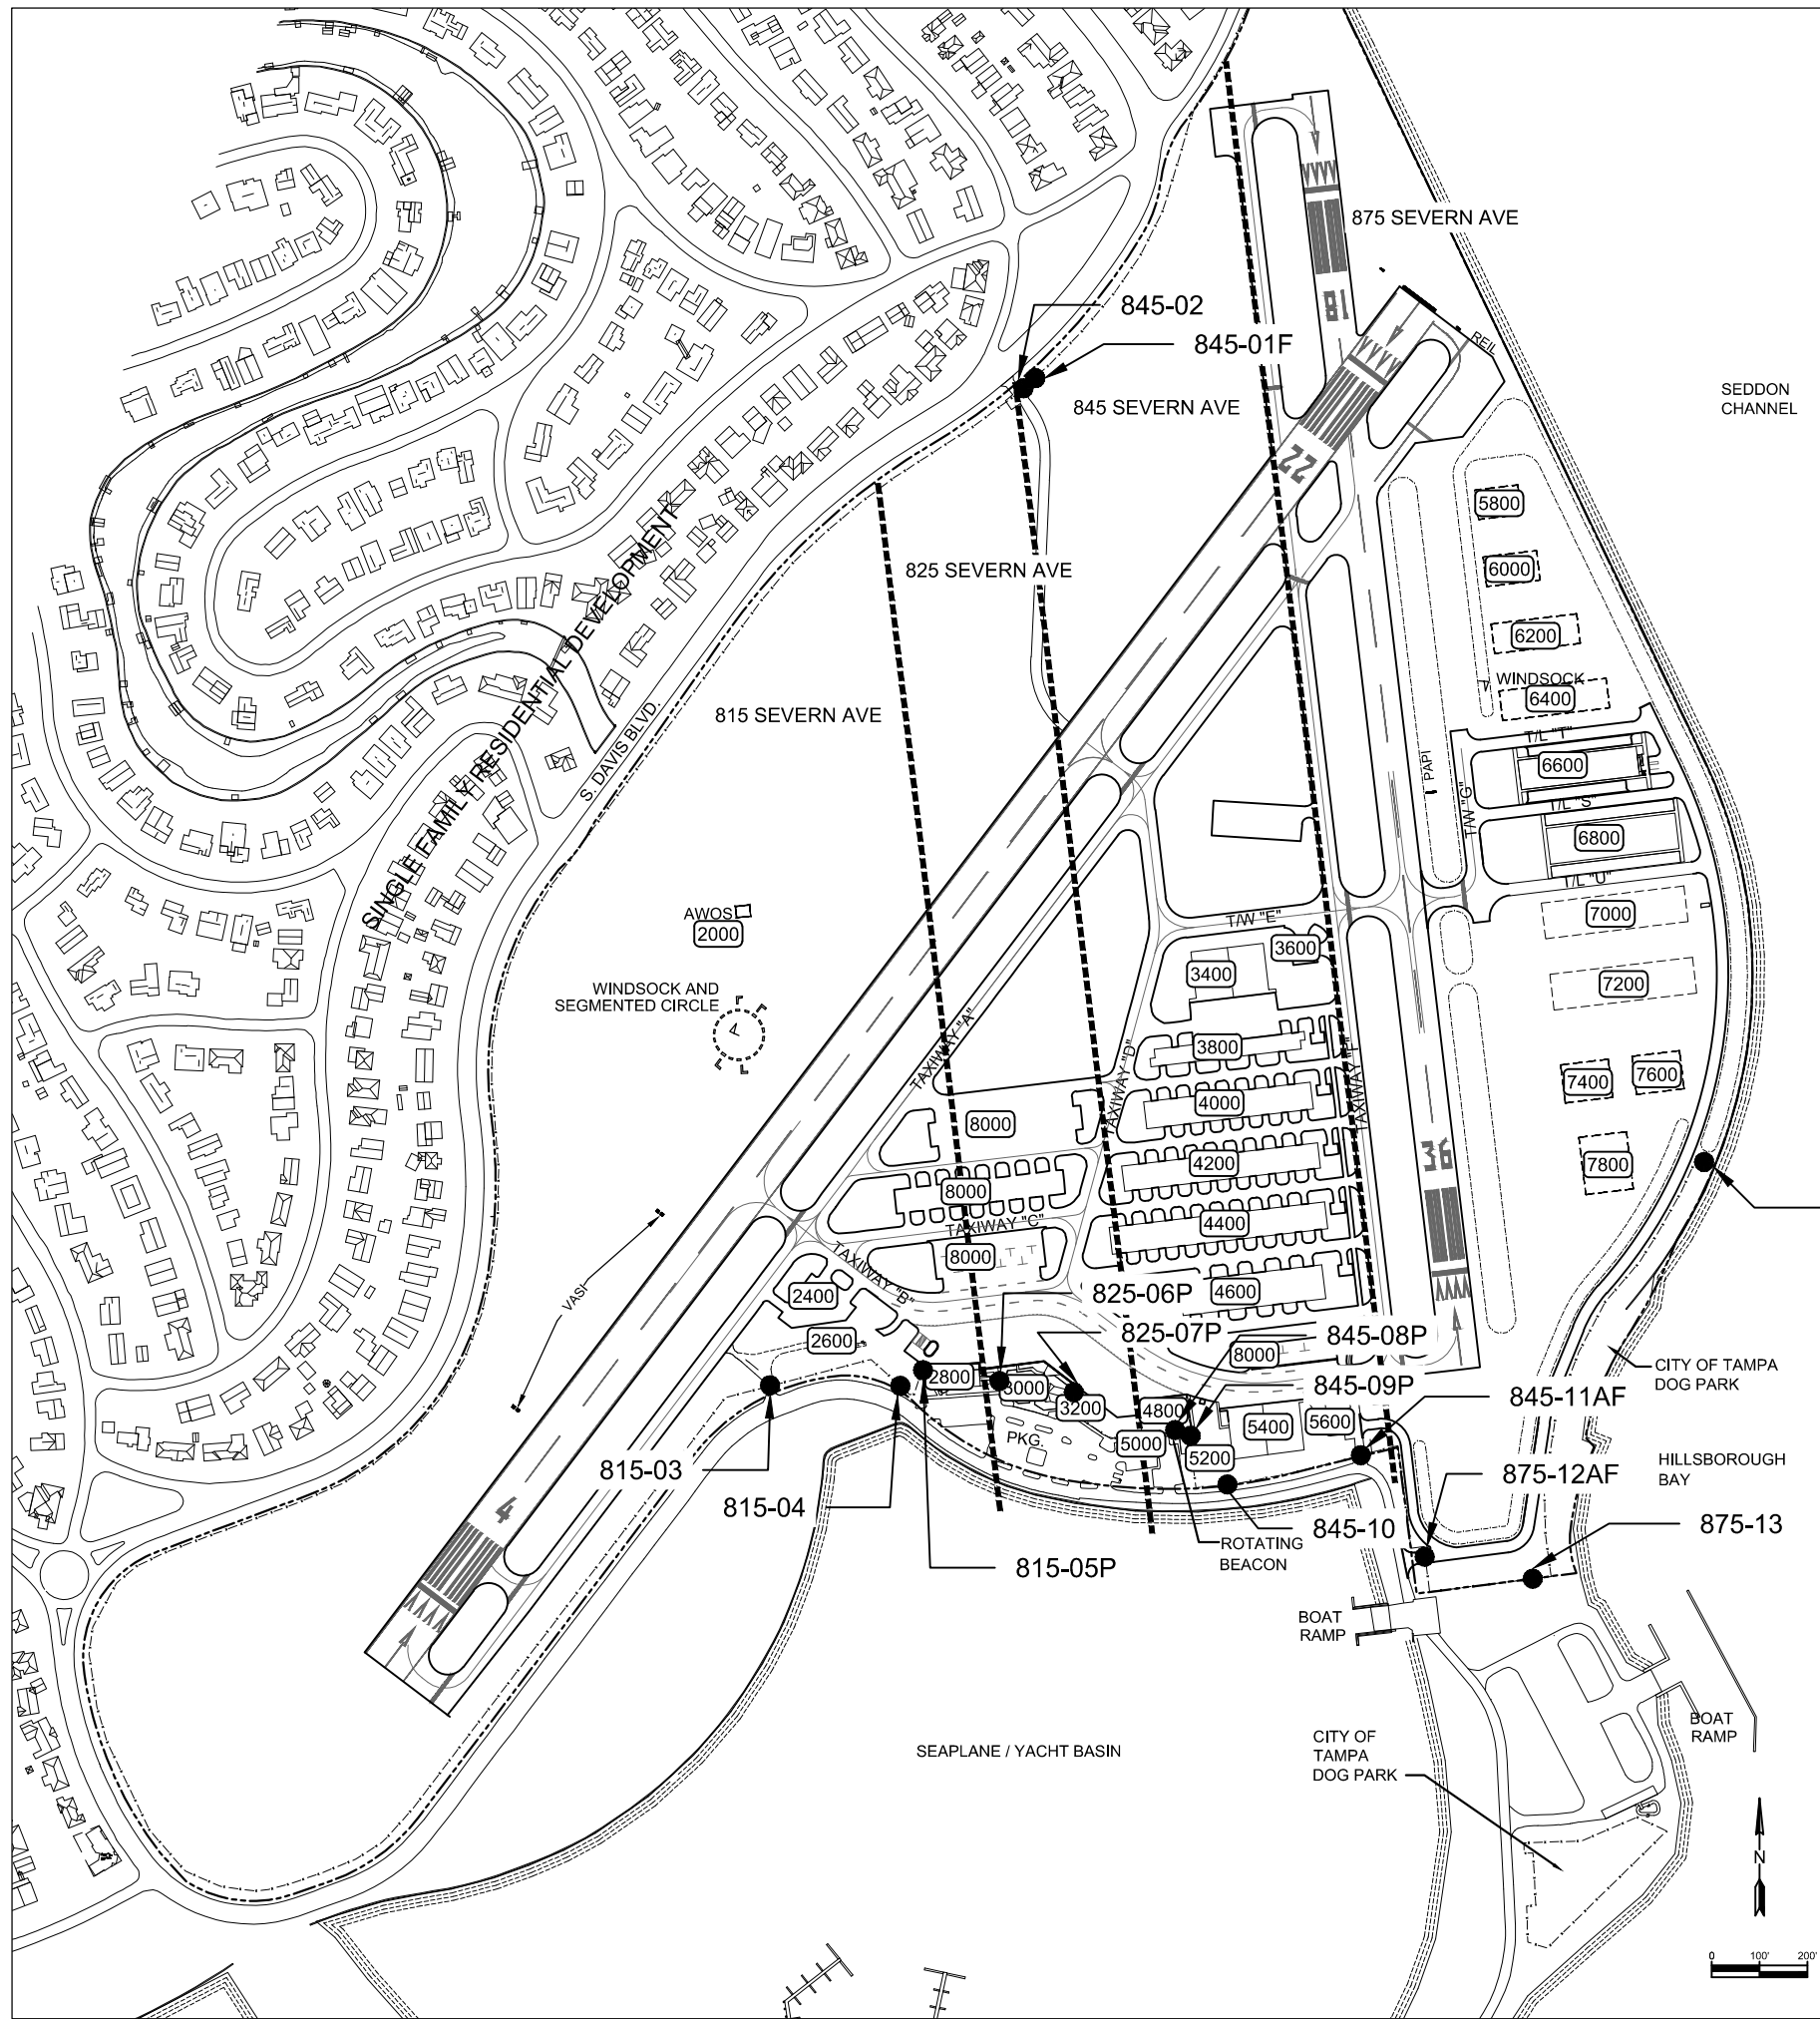 875 SEVERN AVE
18
845-02
845-01F
REIL
SEDDON
CHANNEL
845 SEVERN AVE
22
5800
825 SEVERN AVE
6000
6200
WINDSOCK
6400
SINGLE FAMILY RESIDENTIAL DEVELOPMENT
S. DAVIS BLVD.
815 SEVERN AVE
T/L "T"
6600
PAPI
T/W "G"
T/L "S"
6800
T/L "U"
7000
AWOS
2000
T/W "E"
3600
3400
7200
WINDSOCK AND
SEGMENTED CIRCLE
TAXIWAY "A"
TAXIWAY "D"
3800
TAXIWAY "F"
7400
7600
4000
8000
36
4200
7800
8000
TAXIWAY "C"
4400
8000
TAXIWAY "B"
VASI
2400
825-06P
4600
2600
825-07P
845-08P
8000
2800
3000
845-09P
CITY OF TAMPA
DOG PARK
3200
4800
5400
5600
845-11AF
PKG.
5000
5200
HILLSBOROUGH
BAY
815-03
875-12AF
4
815-04
845-10
875-13
ROTATING
BEACON
815-05P
BOAT
RAMP
BOAT
RAMP
SEAPLANE / YACHT BASIN
CITY OF
TAMPA
DOG PARK
N
0 100' 200'